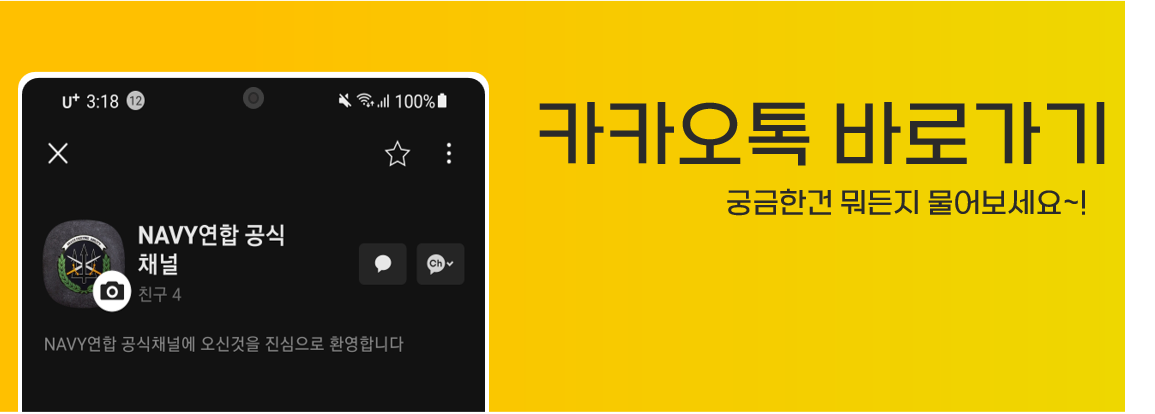 U+ 3:18 12
100%
NAVY연합 공식
채널
친구 4
Ch
NAVY연합 공식채널에 오신것을 진심으로 환영합니다
카카오톡 바로가기
궁금한건 뭐든지 물어보세요~!